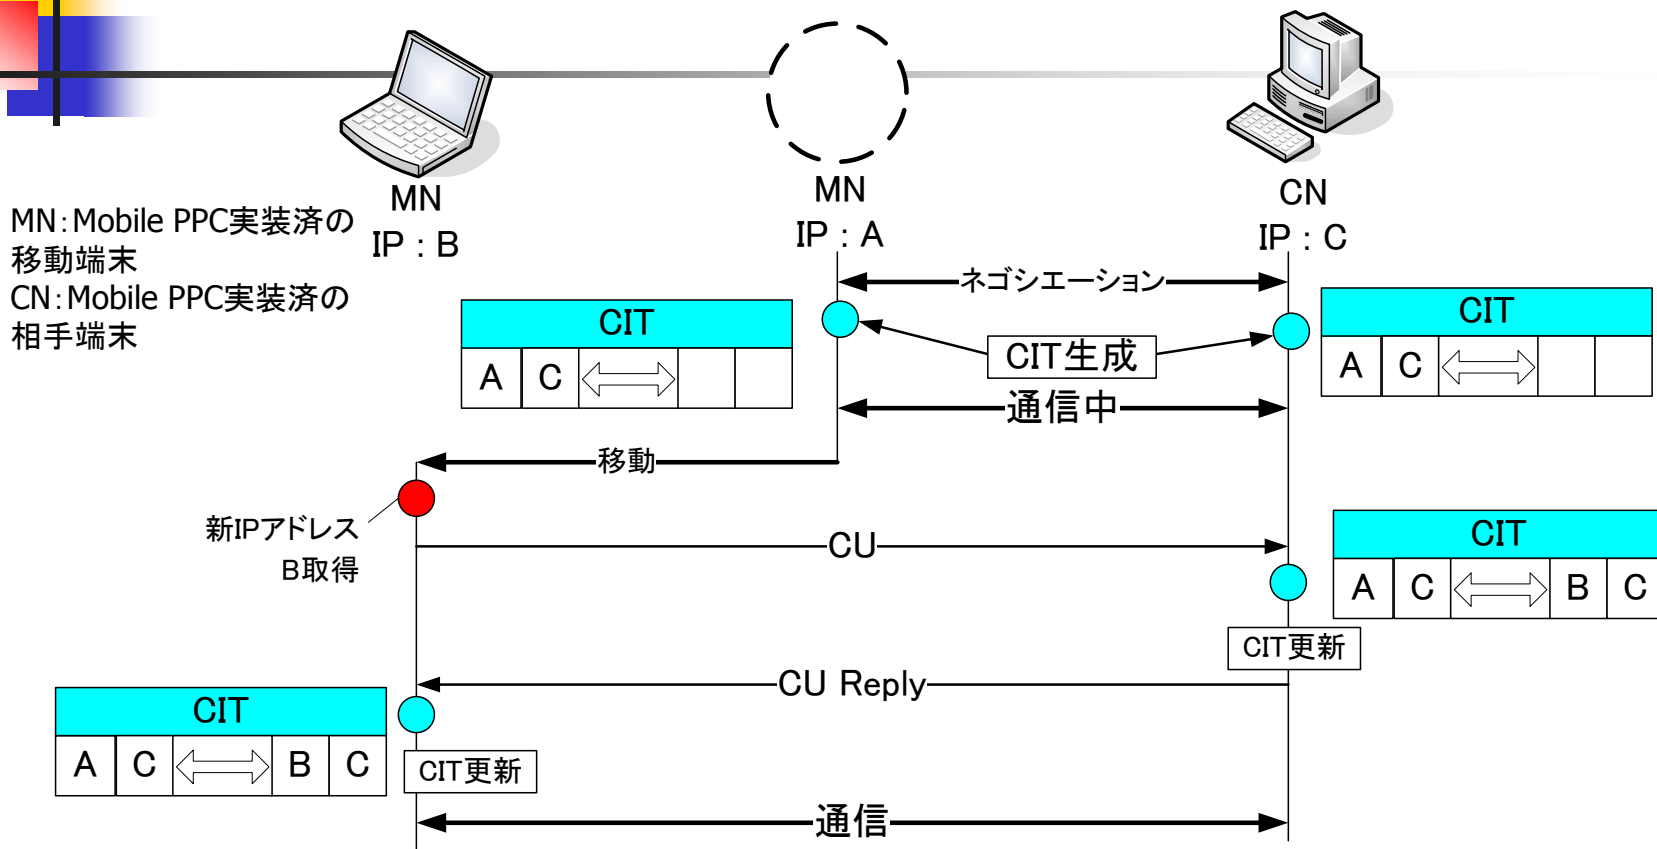 MN
IP : B
MN
IP : A
CN
IP : C
MN:Mobile PPC実装済の
移動端末
CN:Mobile PPC実装済の
相手端末
ネゴシエーション
CIT
A C
CIT生成
CIT
A C
通信中
移動
新IPアドレス
B取得
CU
CIT
A C B C
CIT更新
CU Reply
CIT
A C B C
CIT更新
通信